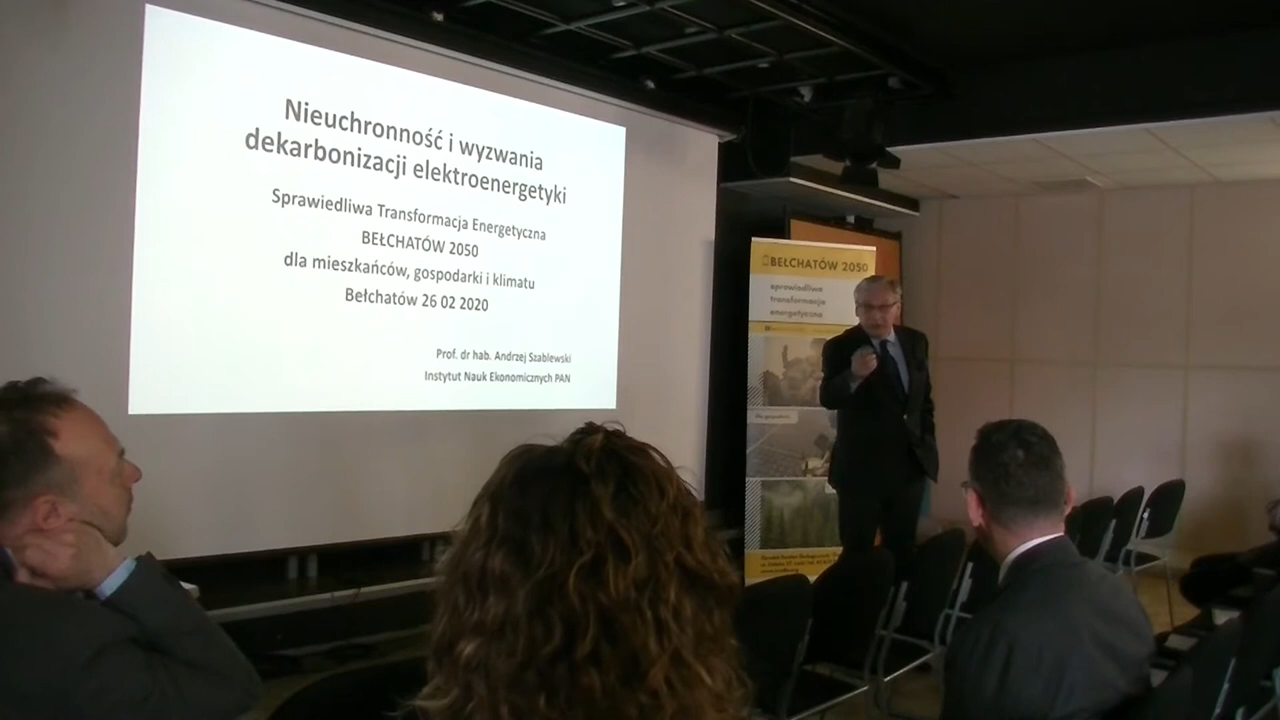 Nieuchronność i wyzwania
dekarbonizacji elektroenergetyki
Sprawiedliwa Transformacja Energetyczna
BEŁCHATÓW 2050
dla mieszkańców, gospodarki i klimatu
Bełchatów 26 02 2020
Prof. dr hab. Andrzej Szablewski
Instytut Nauk Ekonomicznych PAN
BEŁCHATÓW 2050
sprawiedliwa
transformacja
energetyczna